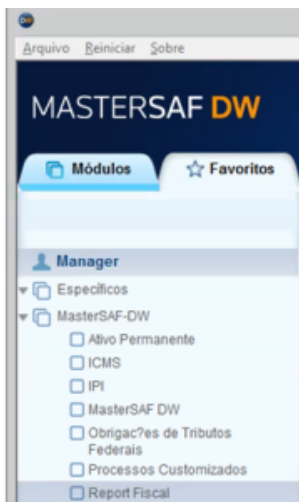 Arquivo Reiniciar Sobre
MASTERSAF DW
Módulos Favoritos
Manager
Específicos
MasterSAF-DW
Ativo Permanente
ICMS
IPI
MasterSAF DW
Obrigac?es de Tributos
Federais
Processos Customizados
Report Fiscal